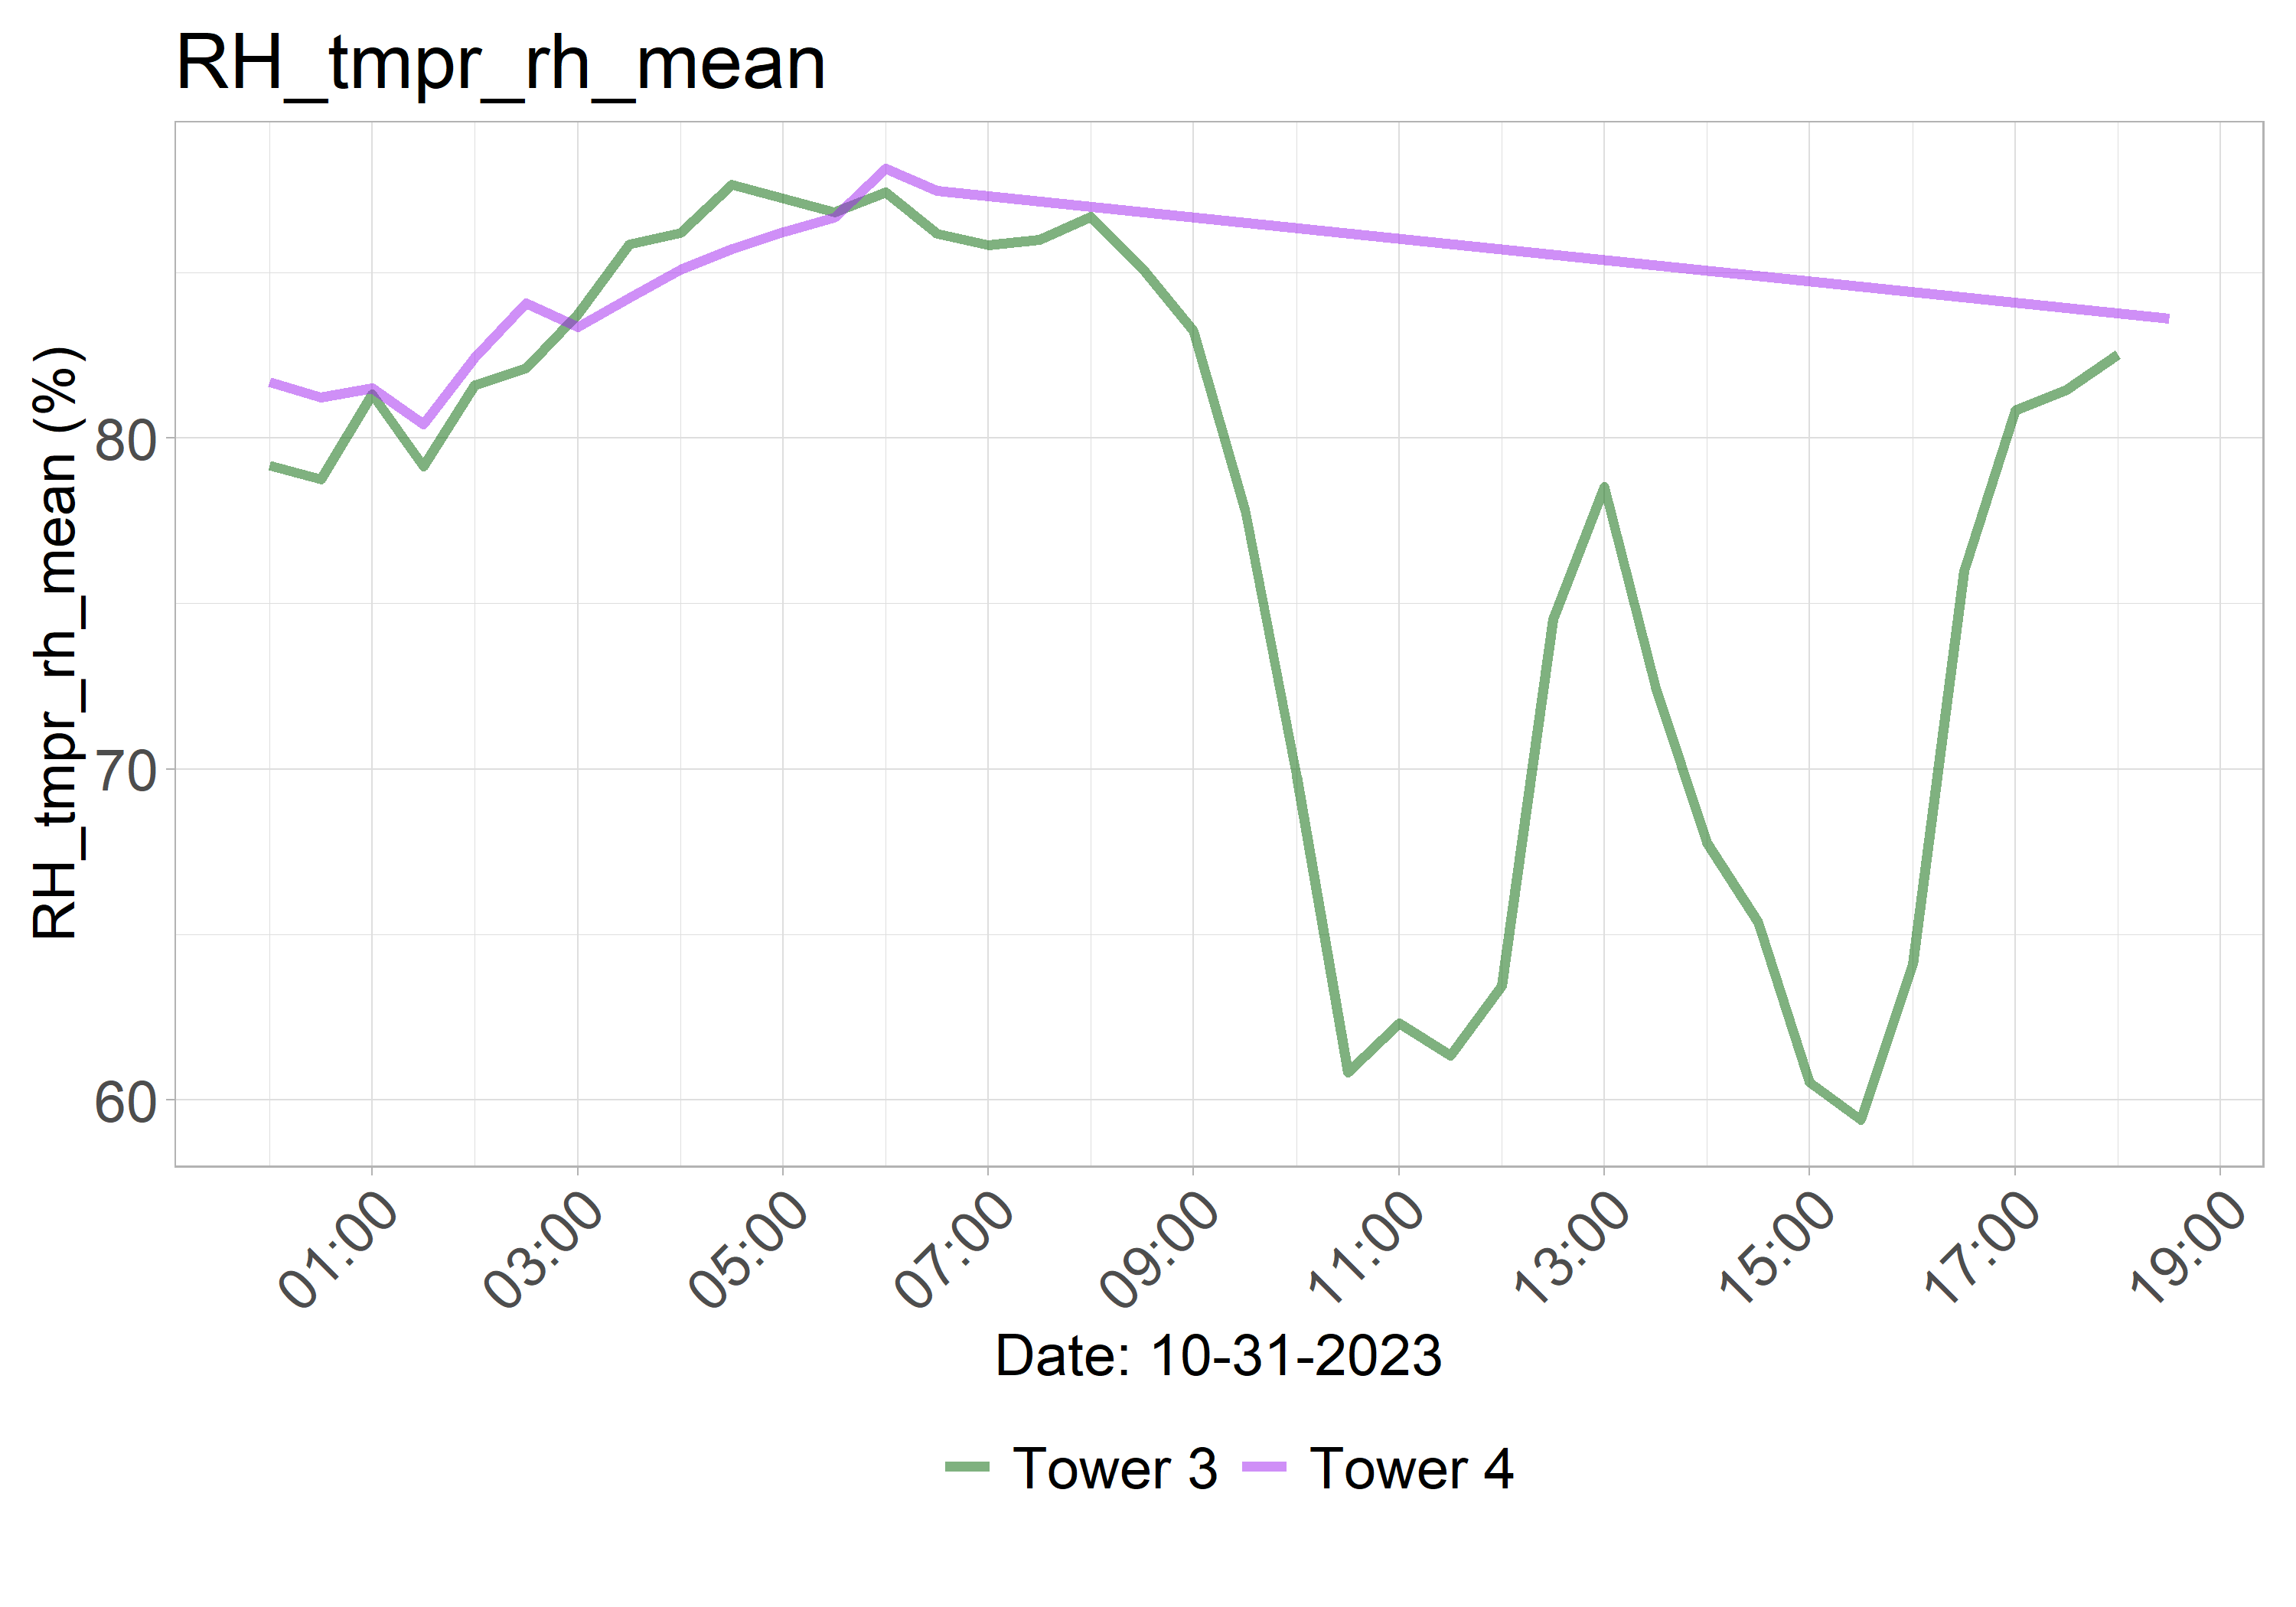 RH_tmpr_rh_mean
RH_tmpr_rh_mean (%)
80
70
60
01:00 03:00 05:00 07:00 09:00 11:00 13:00 15:00 17:00 19:00
Date: 10-31-2023
Tower 3 Tower 4